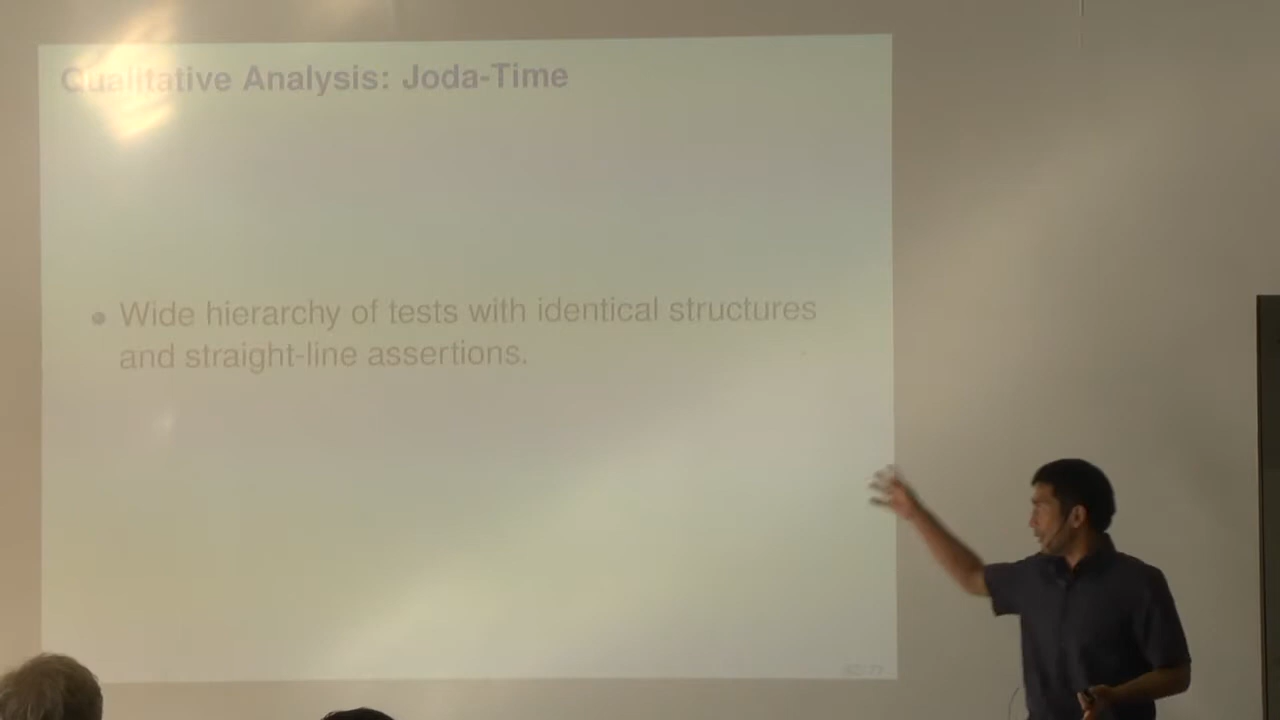 Qualitative Analysis: Joda-Time
Wide hierarchy of tests with identical structures
and straight-line assertions.